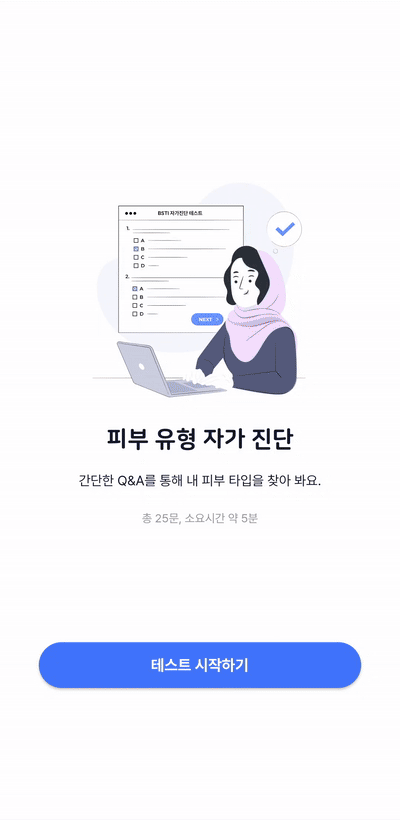 BSTI 자가진단 테스트
1.
A
B
C
D
2.
A
B
C
D
NEXT >
피부 유형 자가 진단
간단한 Q&A를 통해 내 피부 타입을 찾아 봐요.
총 25문, 소요시간 약 5분
테스트 시작하기